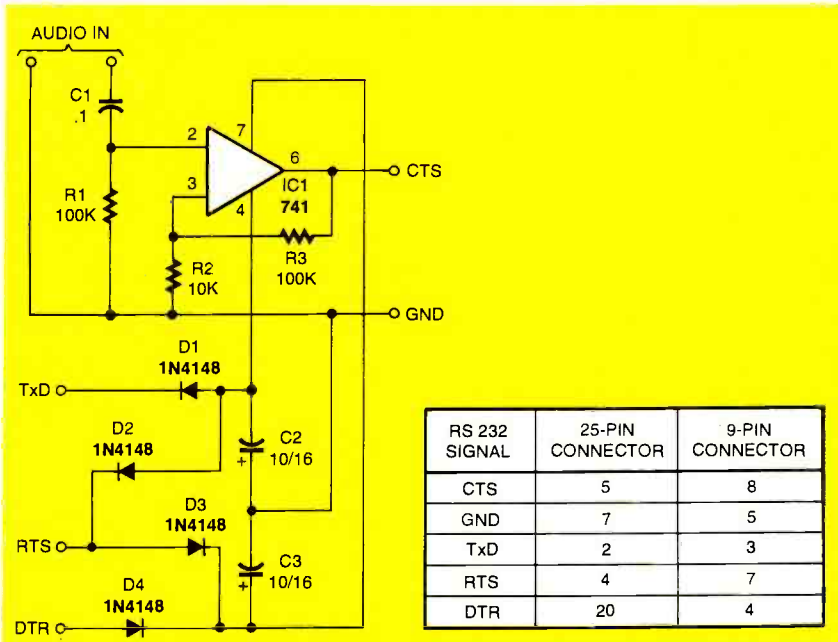 AUDIO IN
C1
.1
2
7
6
CTS
3
IC1
741
4
R1
100K
R3
100K
R2
10K
GND
D1
1N4148
TxD
D2
1N4148
C2
10/16
+
D3
1N4148
RTS
C3
10/16
+
D4
1N4148
DTR
RS 232 SIGNAL 25-PIN CONNECTOR 9-PIN CONNECTOR
CTS 5 8
GND 7 5
TxD 2 3
RTS 4 7
DTR 20 4